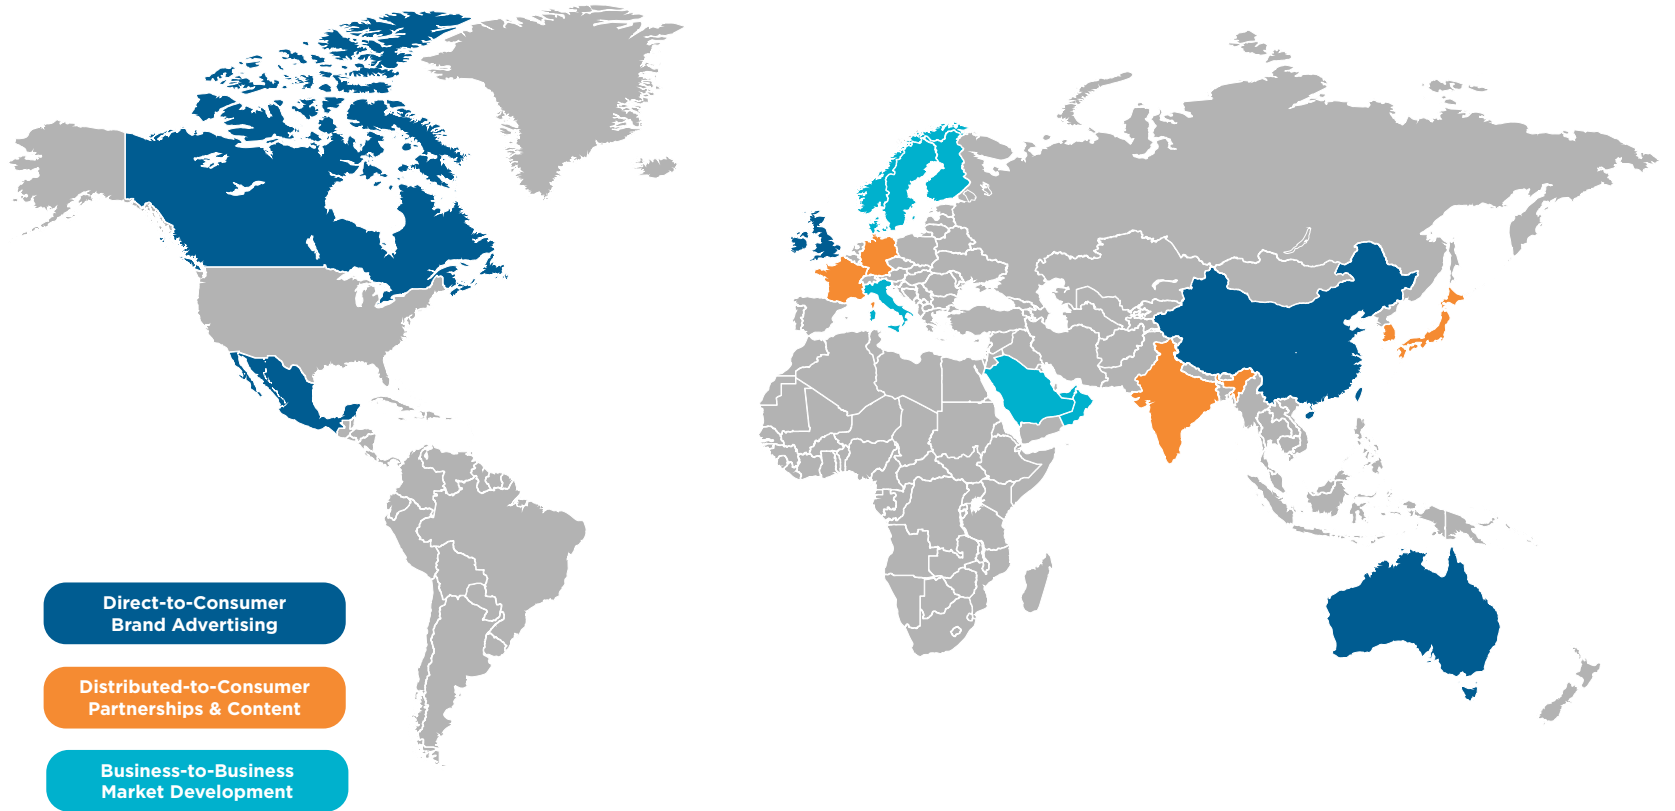 Direct-to-Consumer
Brand Advertising
Distributed-to-Consumer
Partnerships & Content
Business-to-Business
Market Development